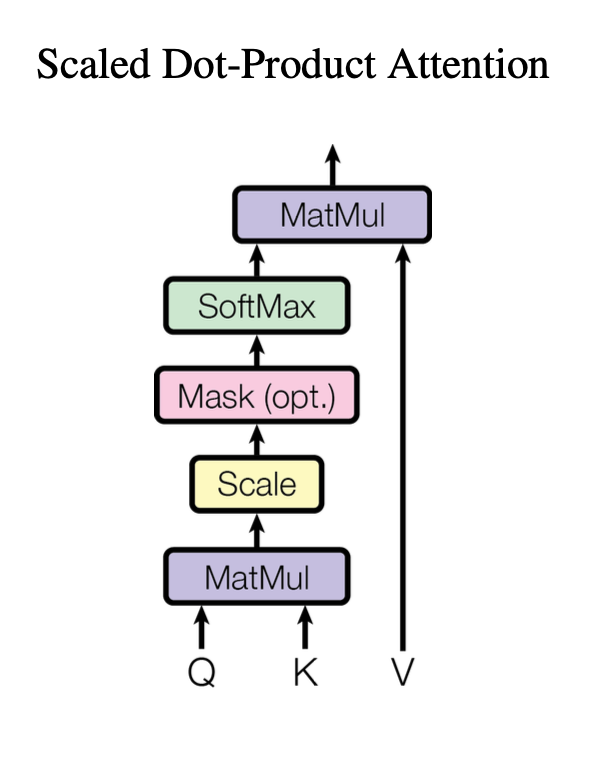 Scaled Dot-Product Attention
MatMul
SoftMax
Mask (opt.)
Scale
MatMul
Q K V